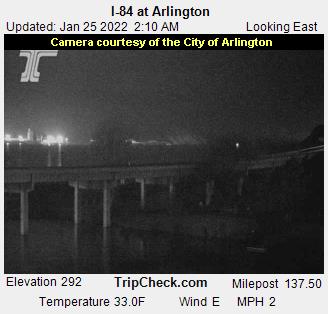 I-84 at Arlington
Updated: Jan 25 2022 2:10 AM Looking East
Camera courtesy of the City of Arlington
Elevation 292 TripCheck.com Milepost 137.50
Temperature 33.0F Wind E MPH 2